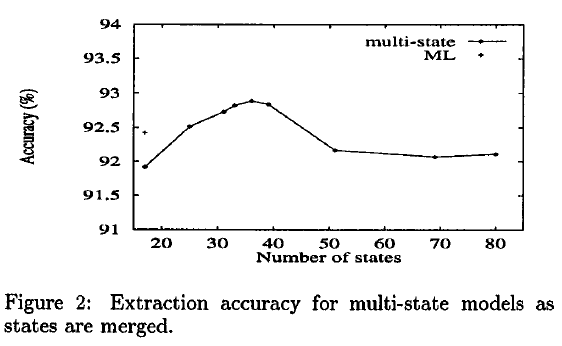 94
93.5
93
92.5
92
91.5
91
Accuracy (%)
multi-state
ML
20 30 40 50 60 70 80
Number of states
Figure 2: Extraction accuracy for multi-state models as
states are merged.